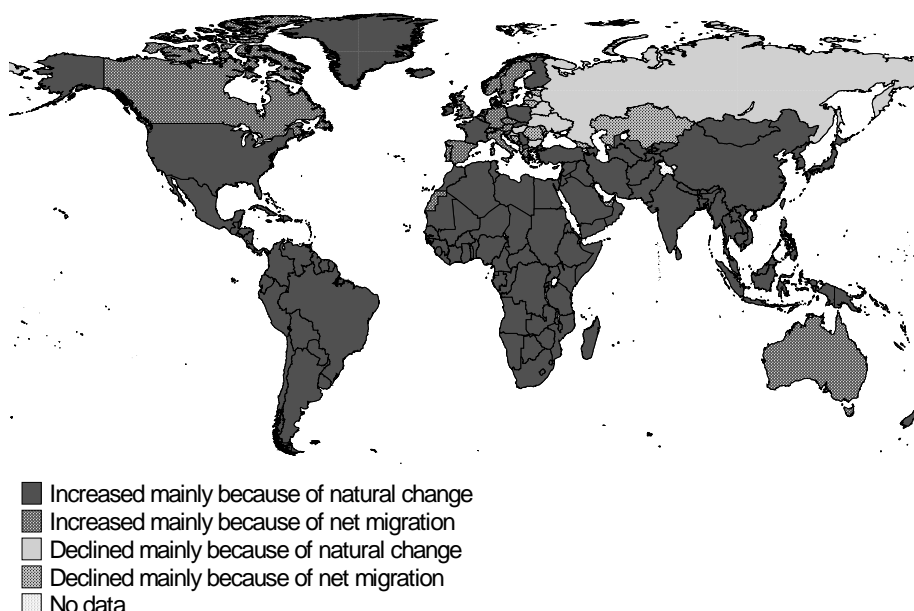 Increased mainly because of natural change
Increased mainly because of net migration
Declined mainly because of natural change
Declined mainly because of net migration
No data